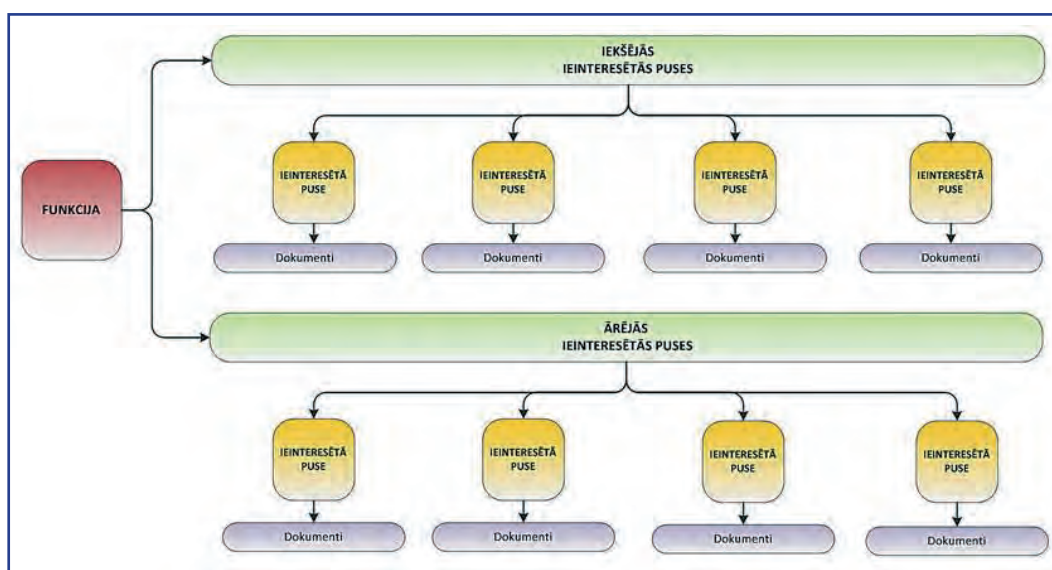 IEKŠĒJĀS
IEINTERESĒTĀS PUSES
IEINTERESĒTĀ
PUSE
IEINTERESĒTĀ
PUSE
IEINTERESĒTĀ
PUSE
IEINTERESĒTĀ
PUSE
FUNKCIJA
Dokumenti
Dokumenti
Dokumenti
Dokumenti
ĀRĒJĀS
IEINTERESĒTĀS PUSES
IEINTERESĒTĀ
PUSE
IEINTERESĒTĀ
PUSE
IEINTERESĒTĀ
PUSE
IEINTERESĒTĀ
PUSE
Dokumenti
Dokumenti
Dokumenti
Dokumenti